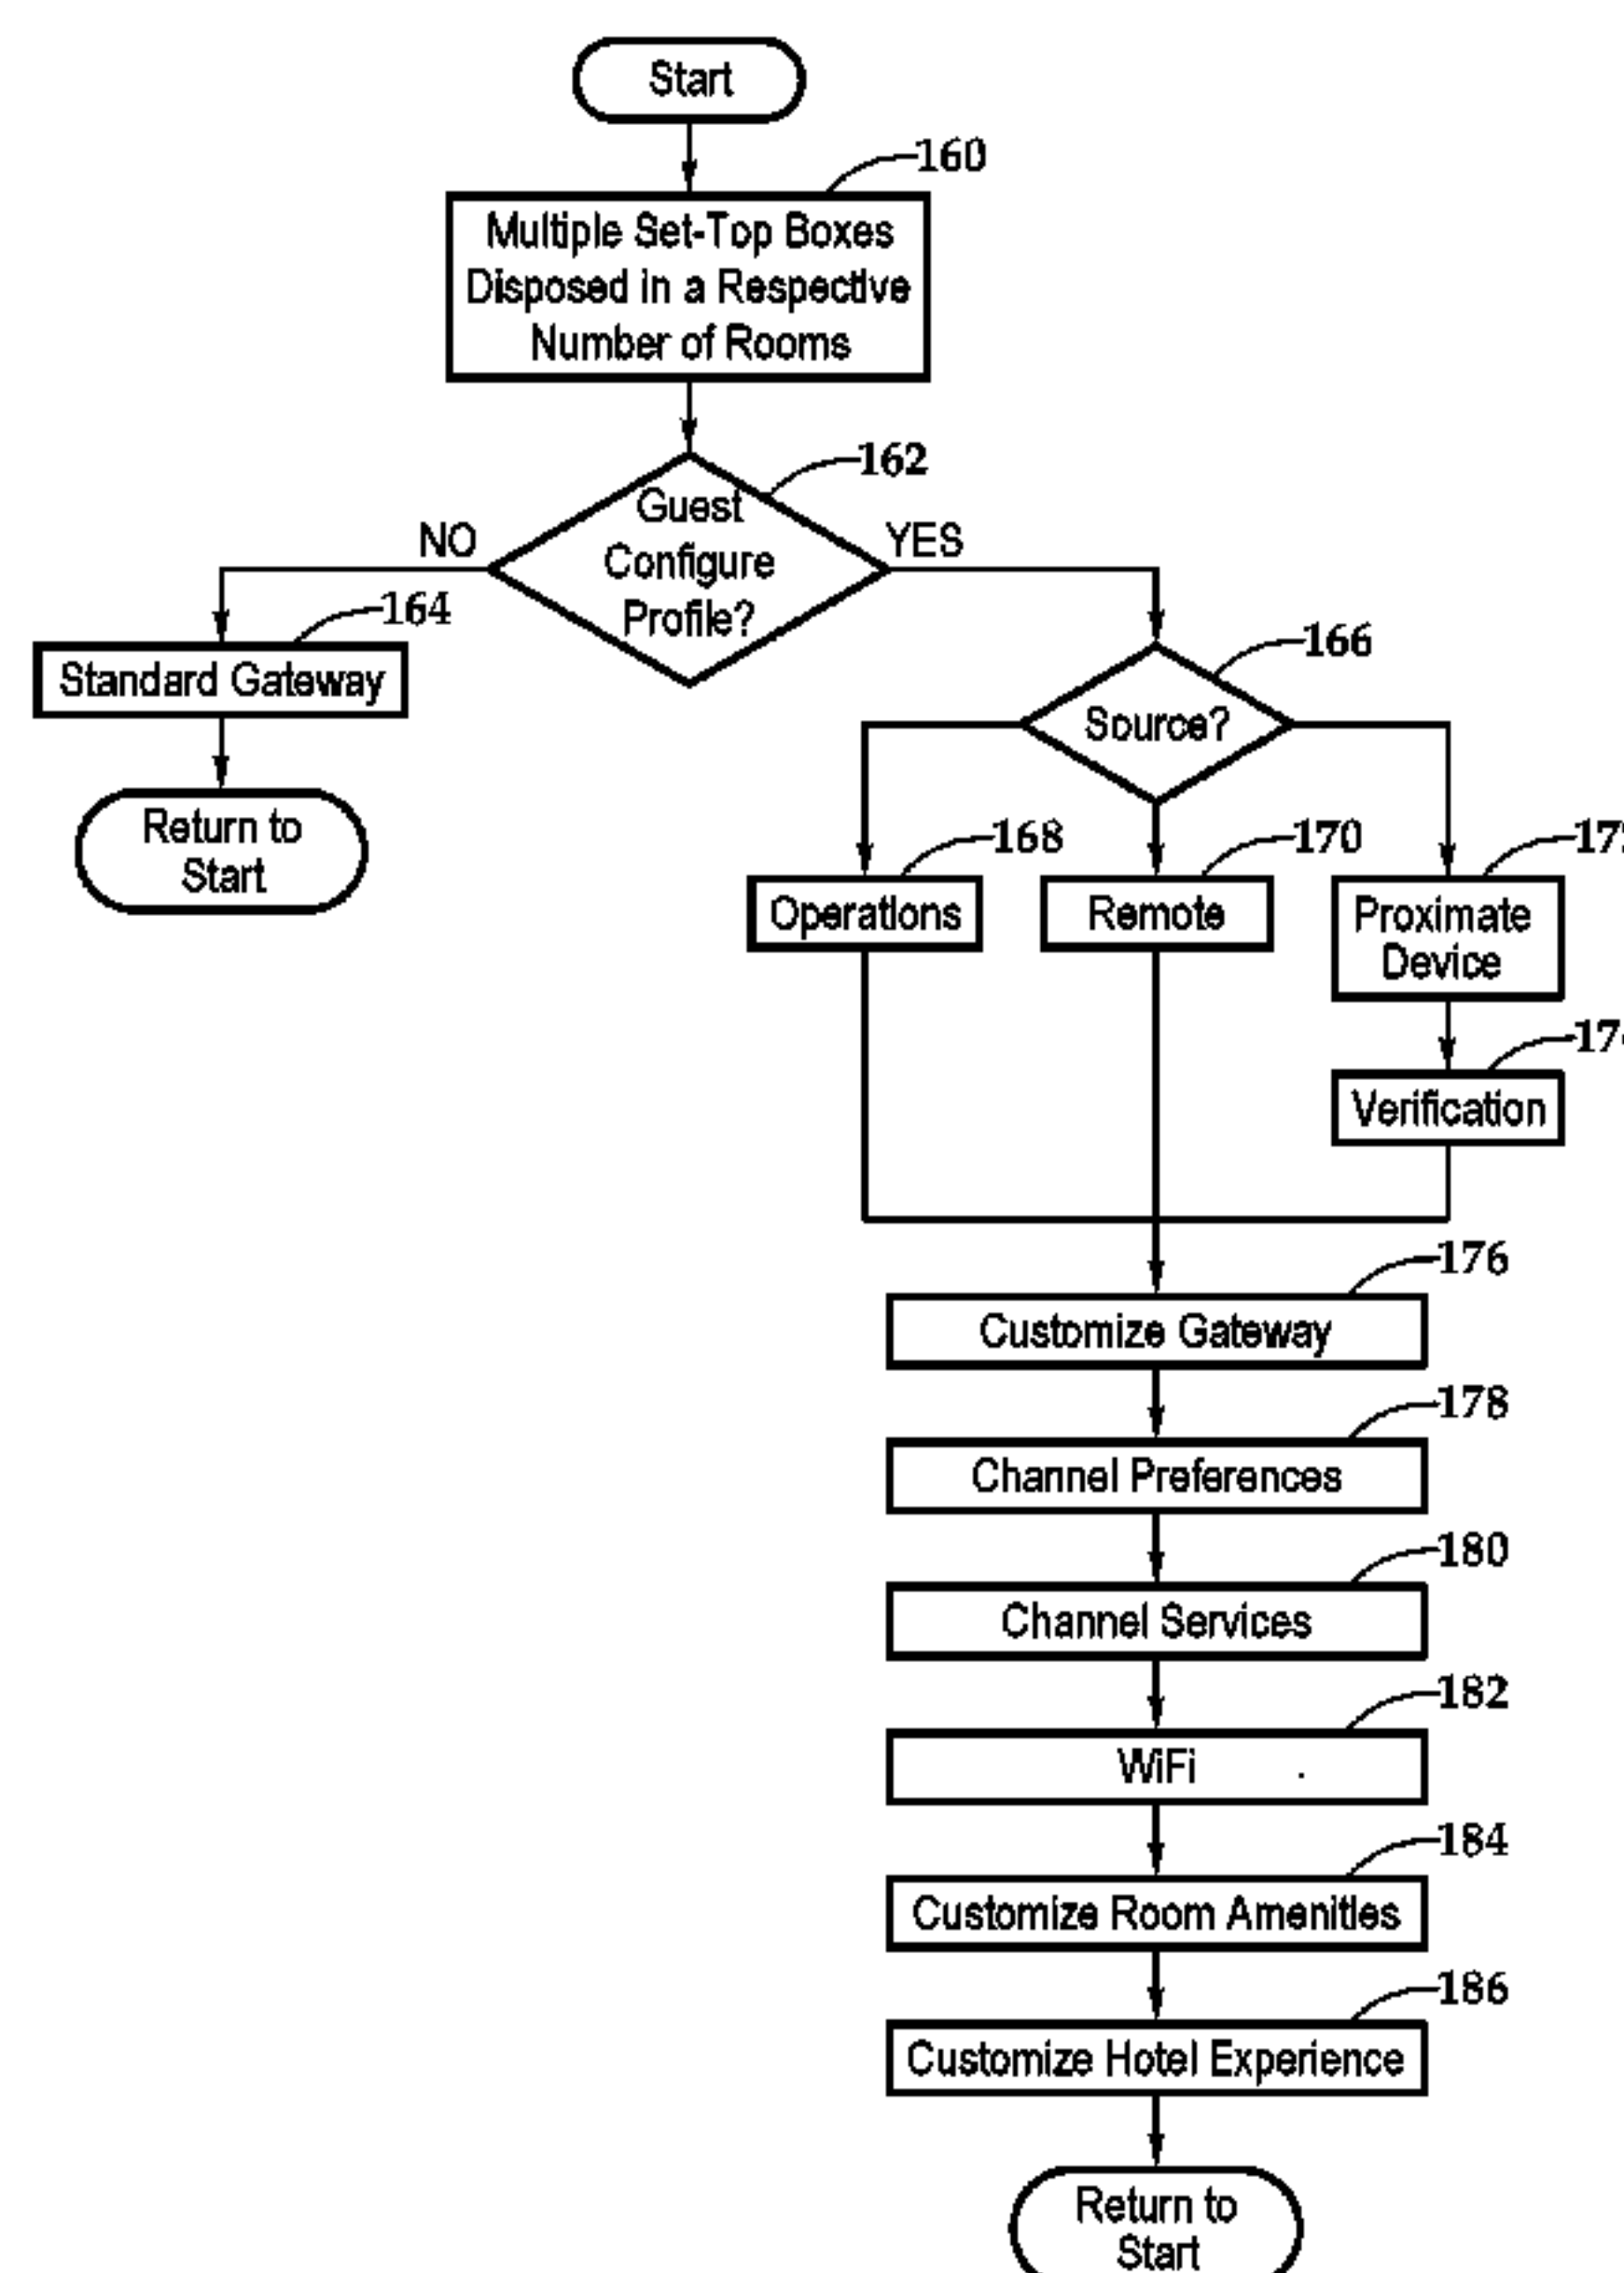 Start
160
Multiple Set-Top Boxes
Disposed in a Respective
Number of Rooms
162
Guest
Configure
Profile?
NO
YES
164
Standard Gateway
Return to
Start
166
Source?
168
Operations
170
Remote
Proximate
Device
Verification
176
Customize Gateway
178
Channel Preferences
180
Channel Services
182
WiFi
184
Customize Room Amenities
186
Customize Hotel Experience
Return to
Start